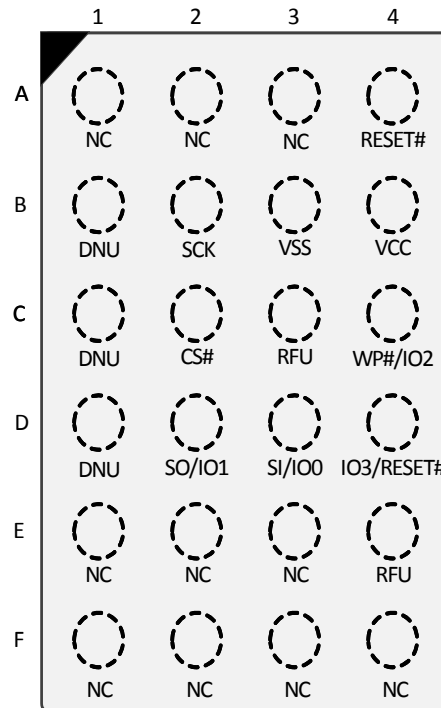 1 2 3 4
A
NC NC NC RESET#
B
DNU SCK VSS VCC
C
DNU CS# RFU WP#/IO2
D
DNU SO/IO1 SI/IO0 IO3/RESET#
E
NC NC NC RFU
F
NC NC NC NC